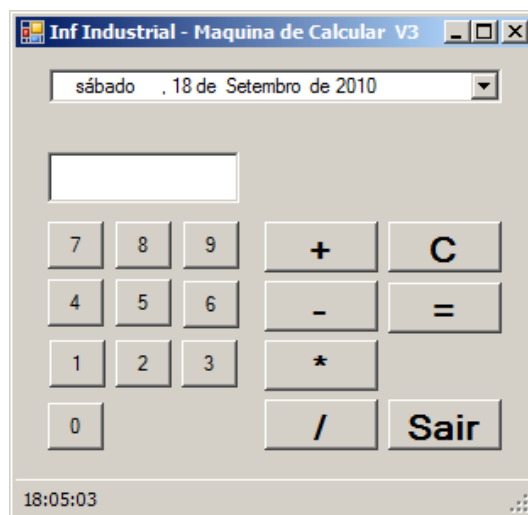 Inf Industrial - Maquina de Calcular V3
sábado , 18 de Setembro de 2010
7 8 9 + C
4 5 6 - =
1 2 3 *
0 / Sair
18:05:03